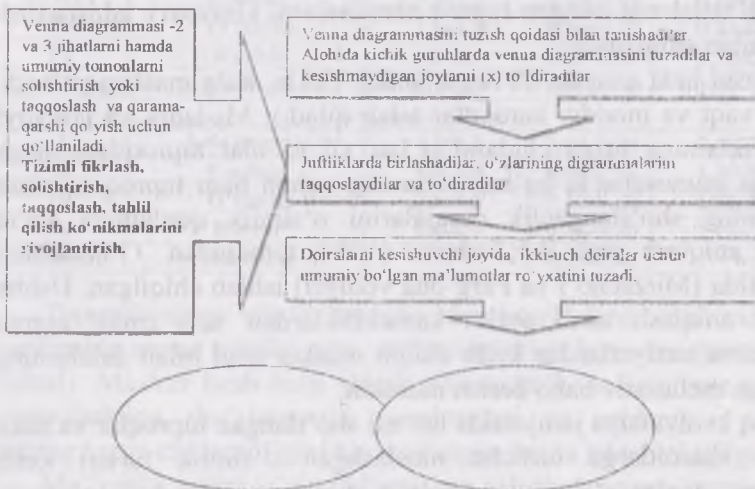 Venna diagrammasi -2
va 3 jihatlarni hamda
umumiy tomonlarni
solishtirish yoki
taqqoslash va qarama-
qarshi qo`yish uchun
qo`llaniladi.
Tizimli fikrlash,
solishtirish,
taqqoslash, tahlil
qilish ko‘nikmalarini
rivojlantirish.
Venna diagrammasini tuzish qoidasi bilan tanishadilar
Alohida kichik guruhlarda venna diagrammasini tuzadilar va
kesishmaydigan joylarni (x) to`ldiradilar
Juftliklarda birlashadilar, o‘zlarining digrammalarini
taqqoslaydilar va to‘diradilar
Doiralarni kesishuvchi joyida, ikki-uch doiralar uchun
umumiy bo‘lgan ma’lumotlar ro`yxatini tuzadi.